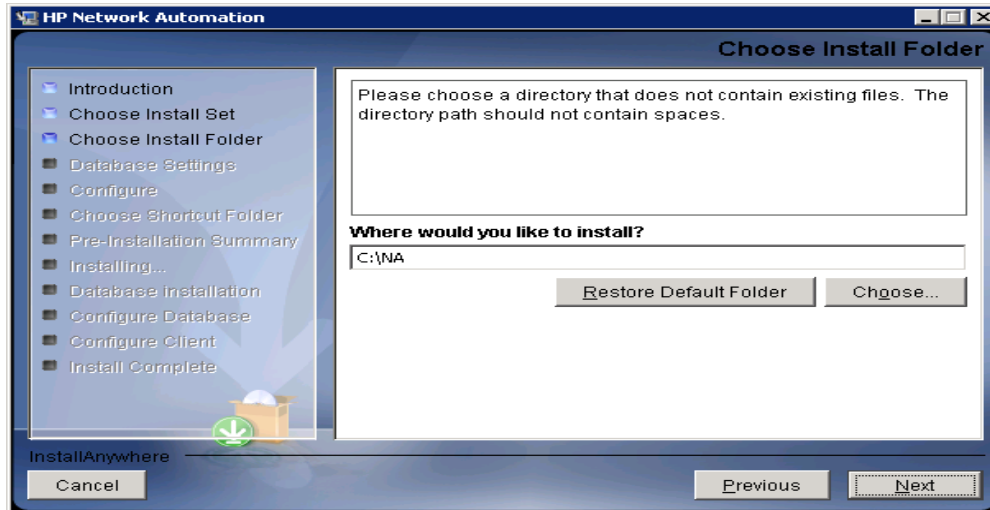 HP Network Automation
Choose Install Folder
Introduction
Choose Install Set
Choose Install Folder
Database Settings
Configure
Choose Shortcut Folder
Pre-Installation Summary
Installing...
Database installation
Configure Database
Configure Client
Install Complete
Please choose a directory that does not contain existing files. The
directory path should not contain spaces.
Where would you like to install?
C:\NA
Restore Default Folder
Choose...
InstallAnywhere
Cancel
Previous
Next